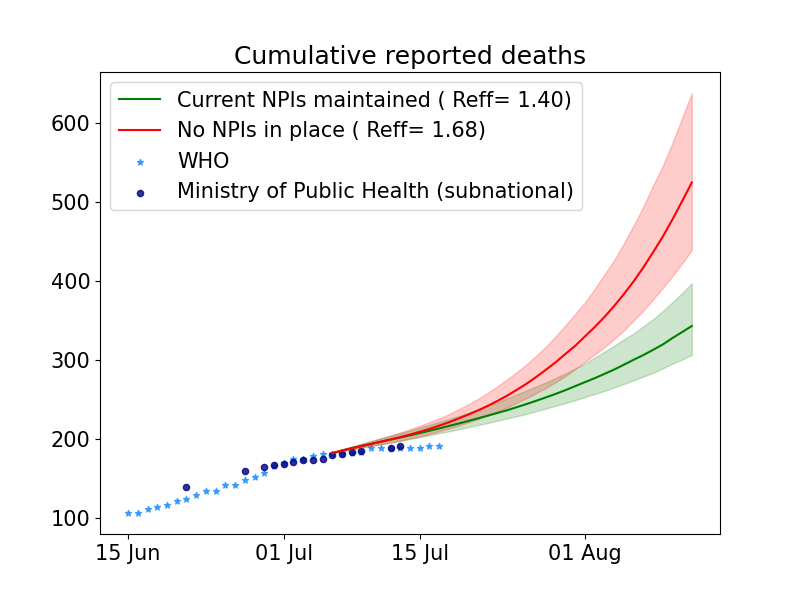 Cumulative reported deaths
Current NPIs maintained ( Reff= 1.40)
No NPIs in place ( Reff= 1.68)
WHO
Ministry of Public Health (subnational)
600
500
400
300
200
100
15 Jun
01 Jul
15 Jul
01 Aug